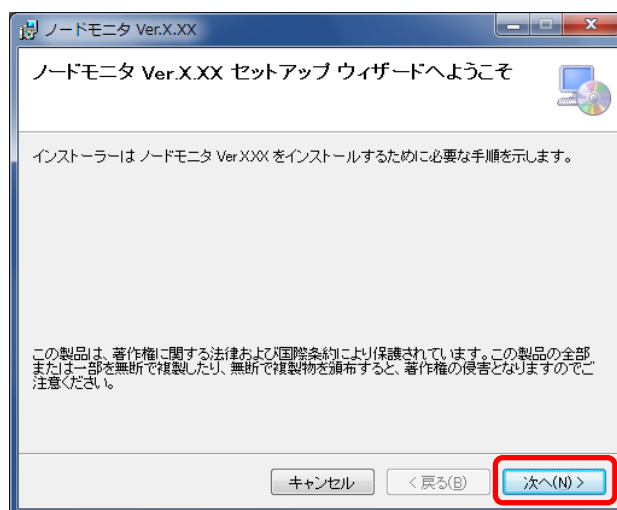 ノードモニタ Ver.X.XX
ノードモニタ Ver.X.XX セットアップ ウィザードへようこそ
インストーラーは ノードモニタ Ver.X.XX をインストールするために必要な手順を示します。
この製品は、著作権に関する法律および国際条約により保護されています。この製品の全部
または一部を無断で複製したり、無断で複製物を頒布すると、著作権の侵害となりますのでご
注意ください。
キャンセル
< 戻る(B)
次へ(N) >